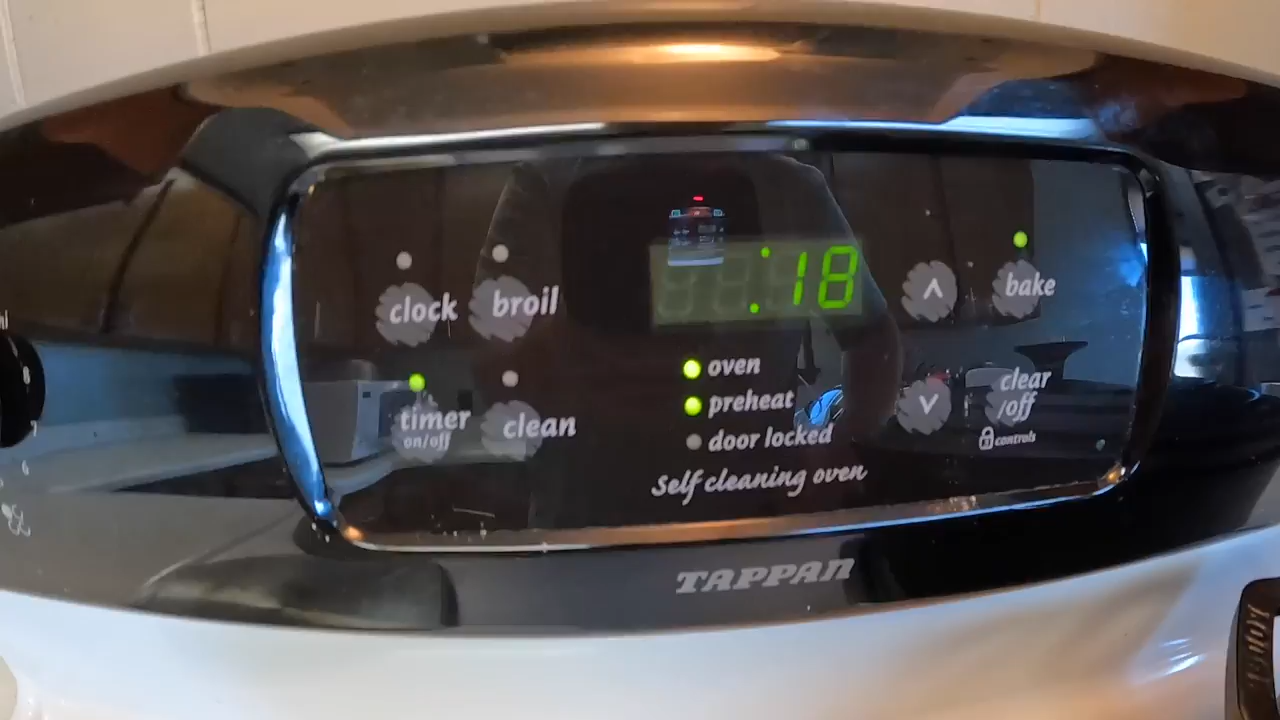 clock
broil
:18
bake
oven
preheat
timer
on/off
clean
clear
/off
door locked
controls
Self cleaning oven
TAPPAN
hi